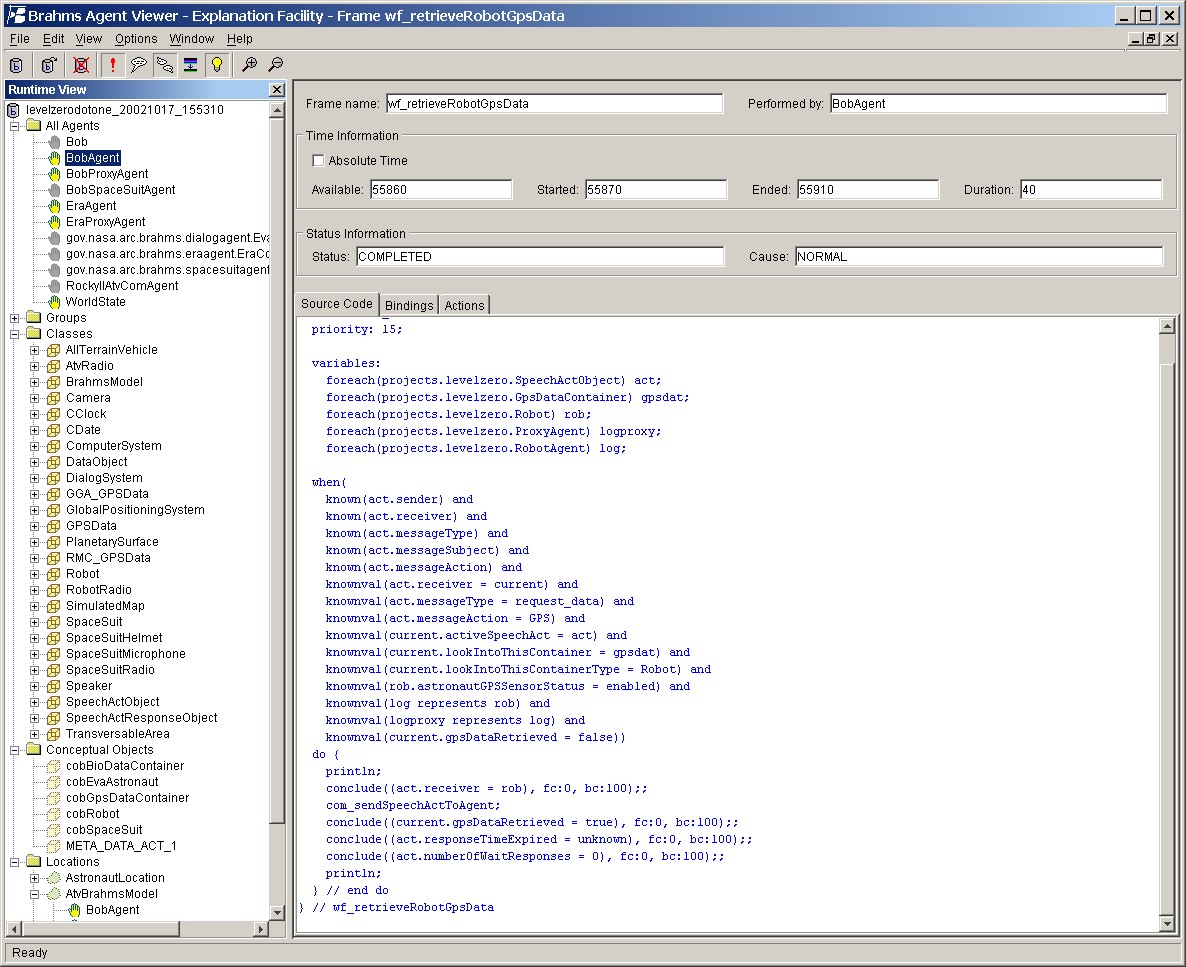 Brahms Agent Viewer - Explanation Facility - Frame wf_retrieveRobotGpsData
File Edit View Options Window Help
Runtime View
levelzerodotone_20021017_155310
All Agents
Bob
BobAgent
BobProxyAgent
BobSpaceSuitAgent
EraAgent
EraProxyAgent
gov.nasa.arc.brahms.dialogagent.Eva
gov.nasa.arc.brahms.eraagent.EraCo
gov.nasa.arc.brahms.spacesuitagent
RockyIIAtvComAgent
WorldState
Groups
Classes
AllTerrainVehicle
AtvRadio
BrahmsModel
Camera
CClock
CDate
ComputerSystem
DataObject
DialogSystem
GGA_GPSData
GlobalPositioningSystem
GPSData
PlanetarySurface
RMC_GPSData
Robot
RobotRadio
SimulatedMap
SpaceSuit
SpaceSuitHelmet
SpaceSuitMicrophone
SpaceSuitRadio
Speaker
SpeechActObject
SpeechActResponseObject
TransversableArea
Conceptual Objects
cobBioDataContainer
cobEvaAstronaut
cobGpsDataContainer
cobRobot
cobSpaceSuit
META_DATA_ACT_1
Locations
AstronautLocation
AtvBrahmsModel
BobAgent
Frame name: wf_retrieveRobotGpsData Performed by: BobAgent
Time Information
Absolute Time
Available: 55860 Started: 55870 Ended: 55910 Duration: 40
Status Information
Status: COMPLETED Cause: NORMAL
Source Code Bindings Actions
priority: 15;
variables:
foreach(projects.levelzero.SpeechActObject) act;
foreach(projects.levelzero.GpsDataContainer) gpsdat;
foreach(projects.levelzero.Robot) rob;
foreach(projects.levelzero.ProxyAgent) logproxy;
foreach(projects.levelzero.RobotAgent) log;
when(
known(act.sender) and
known(act.receiver) and
known(act.messageType) and
known(act.messageSubject) and
known(act.messageAction) and
knownval(act.receiver = current) and
knownval(act.messageType = request_data) and
knownval(act.messageAction = GPS) and
knownval(current.activeSpeechAct = act) and
knownval(current.lookIntoThisContainer = gpsdat) and
knownval(current.lookIntoThisContainerType = Robot) and
knownval(rob.astronautGPSSensorStatus = enabled) and
knownval(log represents rob) and
knownval(logproxy represents log) and
knownval(current.gpsDataRetrieved = false))
do {
println;
conclude((act.receiver = rob), fc:0, bc:100);;
com_sendSpeechActToAgent;
conclude((current.gpsDataRetrieved = true), fc:0, bc:100);;
conclude((act.responseTimeExpired = unknown), fc:0, bc:100);;
conclude((act.numberOfWaitResponses = 0), fc:0, bc:100);;
println;
} // end do
} // wf_retrieveRobotGpsData
Ready